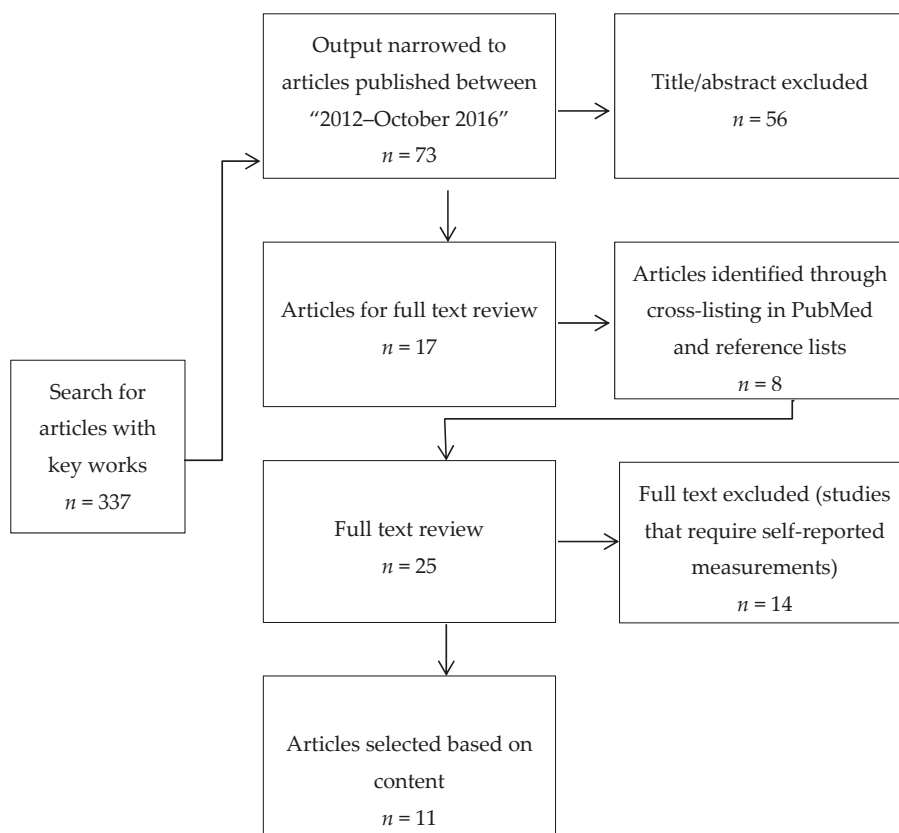 Search for
articles with
key works
n = 337
Output narrowed to
articles published between
“2012–October 2016”
n = 73
Title/abstract excluded
n = 56
Articles for full text review
n = 17
Articles identified through
cross-listing in PubMed
and reference lists
n = 8
Full text review
n = 25
Full text excluded (studies
that require self-reported
measurements)
n = 14
Articles selected based on
content
n = 11